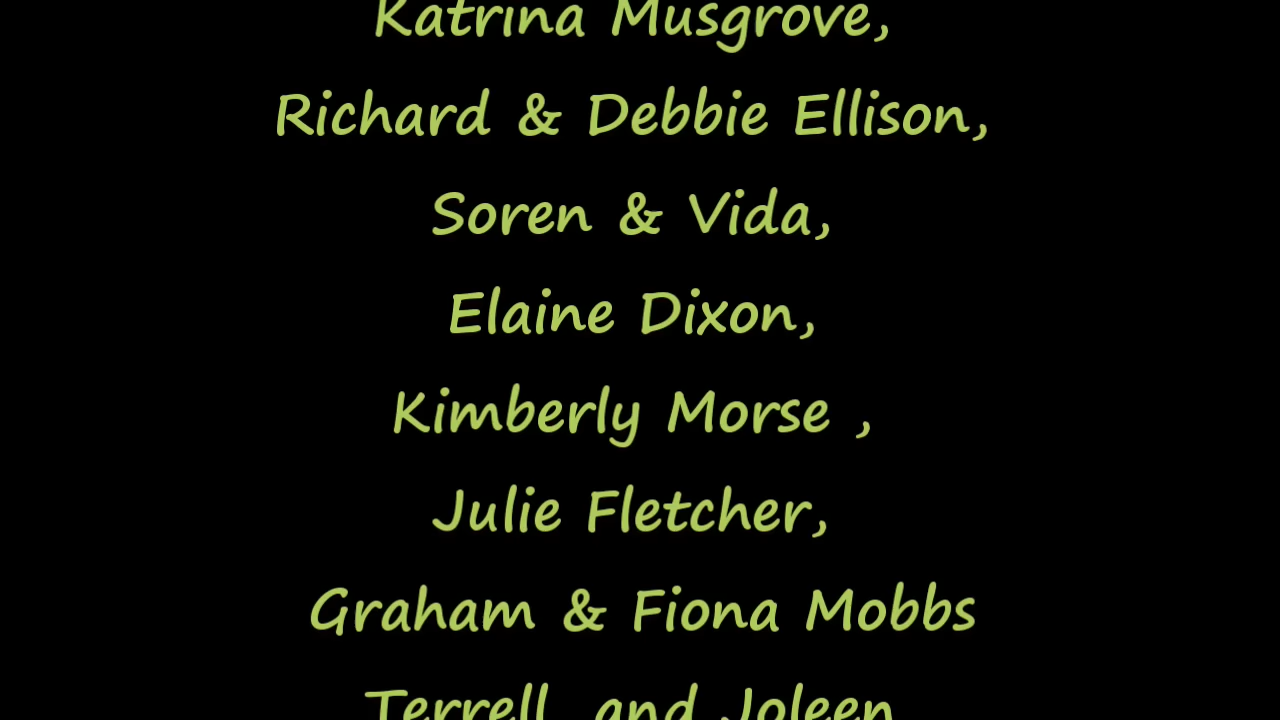 Katrina Musgrove,
Richard & Debbie Ellison,
Soren & Vida,
Elaine Dixon,
Kimberly Morse ,
Julie Fletcher,
Graham & Fiona Mobbs
Terrell and Joleen